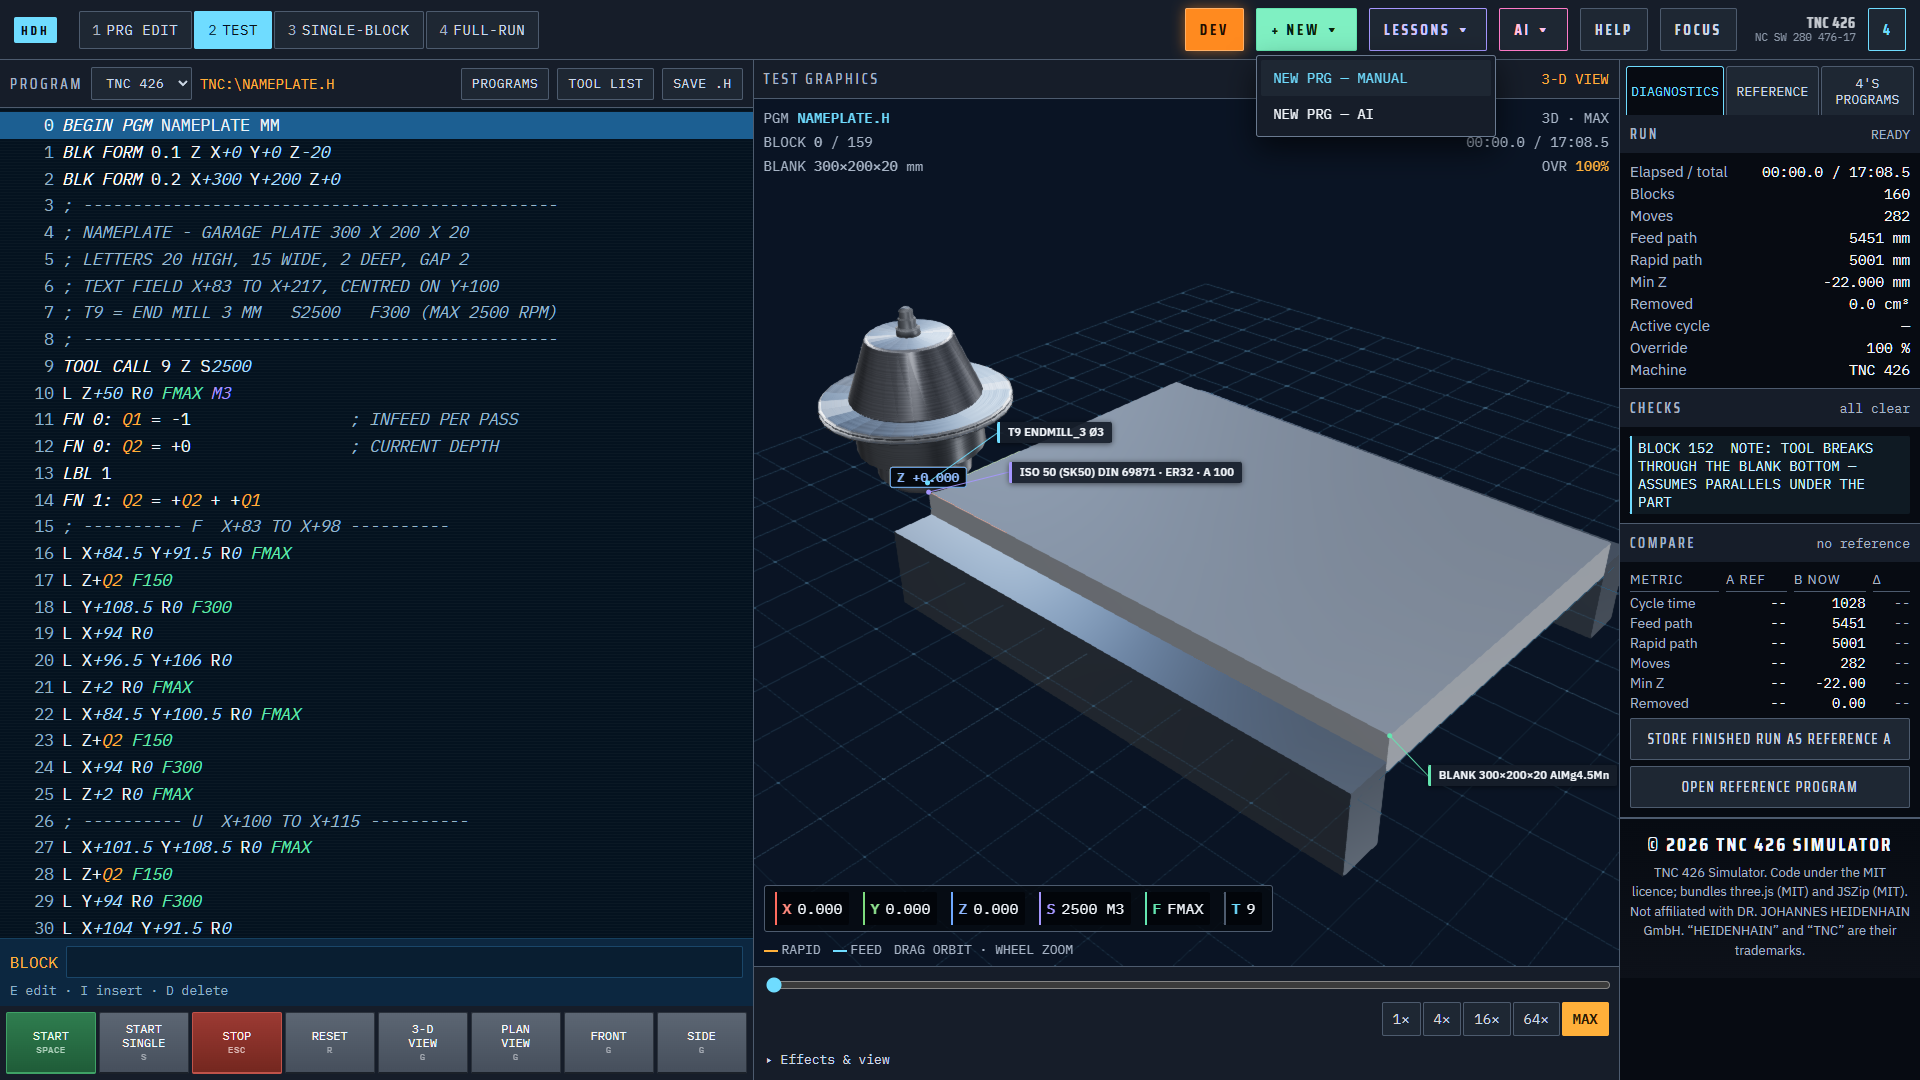 HDH
1 PRG EDIT
2 TEST
3 SINGLE-BLOCK
4 FULL-RUN
DEV
+ NEW ▾
LESSONS ▾
AI ▾
HELP
FOCUS
TNC 426
NC SW 280 476-17
4
NEW PRG — MANUAL
NEW PRG — AI
PROGRAM
TNC 426
TNC:\NAMEPLATE.H
PROGRAMS
TOOL LIST
SAVE .H
0 BEGIN PGM NAMEPLATE MM
1 BLK FORM 0.1 Z X+0 Y+0 Z-20
2 BLK FORM 0.2 X+300 Y+200 Z+0
3 ; ------------------------------------------------
4 ; NAMEPLATE - GARAGE PLATE 300 X 200 X 20
5 ; LETTERS 20 HIGH, 15 WIDE, 2 DEEP, GAP 2
6 ; TEXT FIELD X+83 TO X+217, CENTRED ON Y+100
7 ; T9 = END MILL 3 MM   S2500   F300 (MAX 2500 RPM)
8 ; ------------------------------------------------
9 TOOL CALL 9 Z S2500
10 L Z+50 R0 FMAX M3
11 FN 0: Q1 = -1 ; INFEED PER PASS
12 FN 0: Q2 = +0 ; CURRENT DEPTH
13 LBL 1
14 FN 1: Q2 = +Q2 + +Q1
15 ; ---------- F  X+83 TO X+98 ----------
16 L X+84.5 Y+91.5 R0 FMAX
17 L Z+Q2 F150
18 L Y+108.5 R0 F300
19 L X+94 R0
20 L X+96.5 Y+106 R0
21 L Z+2 R0 FMAX
22 L X+84.5 Y+100.5 R0 FMAX
23 L Z+Q2 F150
24 L X+94 R0 F300
25 L Z+2 R0 FMAX
26 ; ---------- U  X+100 TO X+115 ----------
27 L X+101.5 Y+108.5 R0 FMAX
28 L Z+Q2 F150
29 L Y+94 R0 F300
30 L X+104 Y+91.5 R0
BLOCK
E edit · I insert · D delete
START SPACE
START SINGLE S
STOP ESC
RESET R
3-D VIEW G
PLAN VIEW G
FRONT G
SIDE G
TEST GRAPHICS
3-D VIEW
PGM NAMEPLATE.H
BLOCK 0 / 159
BLANK 300×200×20 mm
3D · MAX
00:00.0 / 17:08.5
OVR 100%
T9 ENDMILL_3 Ø3
ISO 50 (SK50) DIN 69871 · ER32 · A 100
Z +0.000
BLANK 300×200×20 AlMg4.5Mn
X 0.000
Y 0.000
Z 0.000
S 2500 M3
F FMAX
T 9
RAPID
FEED
DRAG ORBIT · WHEEL ZOOM
1×
4×
16×
64×
MAX
▸ Effects & view
DIAGNOSTICS
REFERENCE
4'S PROGRAMS
RUN
READY
Elapsed / total 00:00.0 / 17:08.5
Blocks 160
Moves 282
Feed path 5451 mm
Rapid path 5001 mm
Min Z -22.000 mm
Removed 0.0 cm³
Active cycle —
Override 100 %
Machine TNC 426
CHECKS
all clear
BLOCK 152  NOTE: TOOL BREAKS
THROUGH THE BLANK BOTTOM —
ASSUMES PARALLELS UNDER THE
PART
COMPARE
no reference
METRIC A REF B NOW Δ
Cycle time -- 1028 --
Feed path -- 5451 --
Rapid path -- 5001 --
Moves -- 282 --
Min Z -- -22.00 --
Removed -- 0.00 --
STORE FINISHED RUN AS REFERENCE A
OPEN REFERENCE PROGRAM
© 2026 TNC 426 SIMULATOR
TNC 426 Simulator. Code under the MIT
licence; bundles three.js (MIT) and JSZip (MIT).
Not affiliated with DR. JOHANNES HEIDENHAIN
GmbH. “HEIDENHAIN” and “TNC” are their
trademarks.